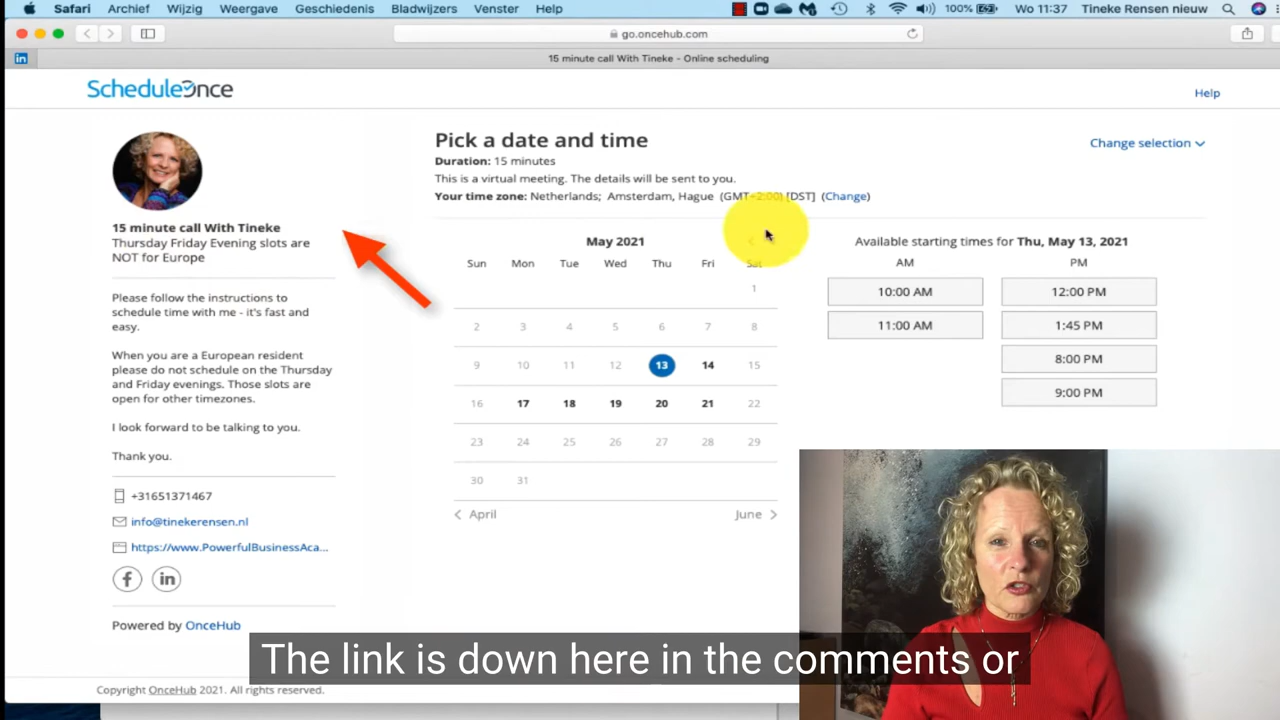 Safari Archief Wijzig Weergave Geschiedenis Bladwijzers Venster Help 100% Wo 11:37 Tineke Rensen nieuw
go.oncehub.com
in 15 minute call With Tineke - Online scheduling
ScheduleOnce
Help
Pick a date and time
Change selection
Duration: 15 minutes
This is a virtual meeting. The details will be sent to you.
Your time zone: Netherlands; Amsterdam, Hague (GMT+2:00) [DST] (Change)
15 minute call With Tineke
Thursday Friday Evening slots are
NOT for Europe
Please follow the instructions to
schedule time with me - it's fast and
easy.
When you are a European resident
please do not schedule on the Thursday
and Friday evenings. Those slots are
open for other timezones.
I look forward to be talking to you.
Thank you.
+31651371467
info@tinekerensen.nl
https://www.PowerfulBusinessAca...
f in
Powered by OnceHub
May 2021
Sun Mon Tue Wed Thu Fri Sat
1
2 3 4 5 6 7 8
9 10 11 12 13 14 15
16 17 18 19 20 21 22
23 24 25 26 27 28 29
30 31
< April June >
Available starting times for Thu, May 13, 2021
AM PM
10:00 AM 12:00 PM
11:00 AM 1:45 PM
8:00 PM
9:00 PM
The link is down here in the comments or
Copyright OnceHub 2021. All rights reserved.